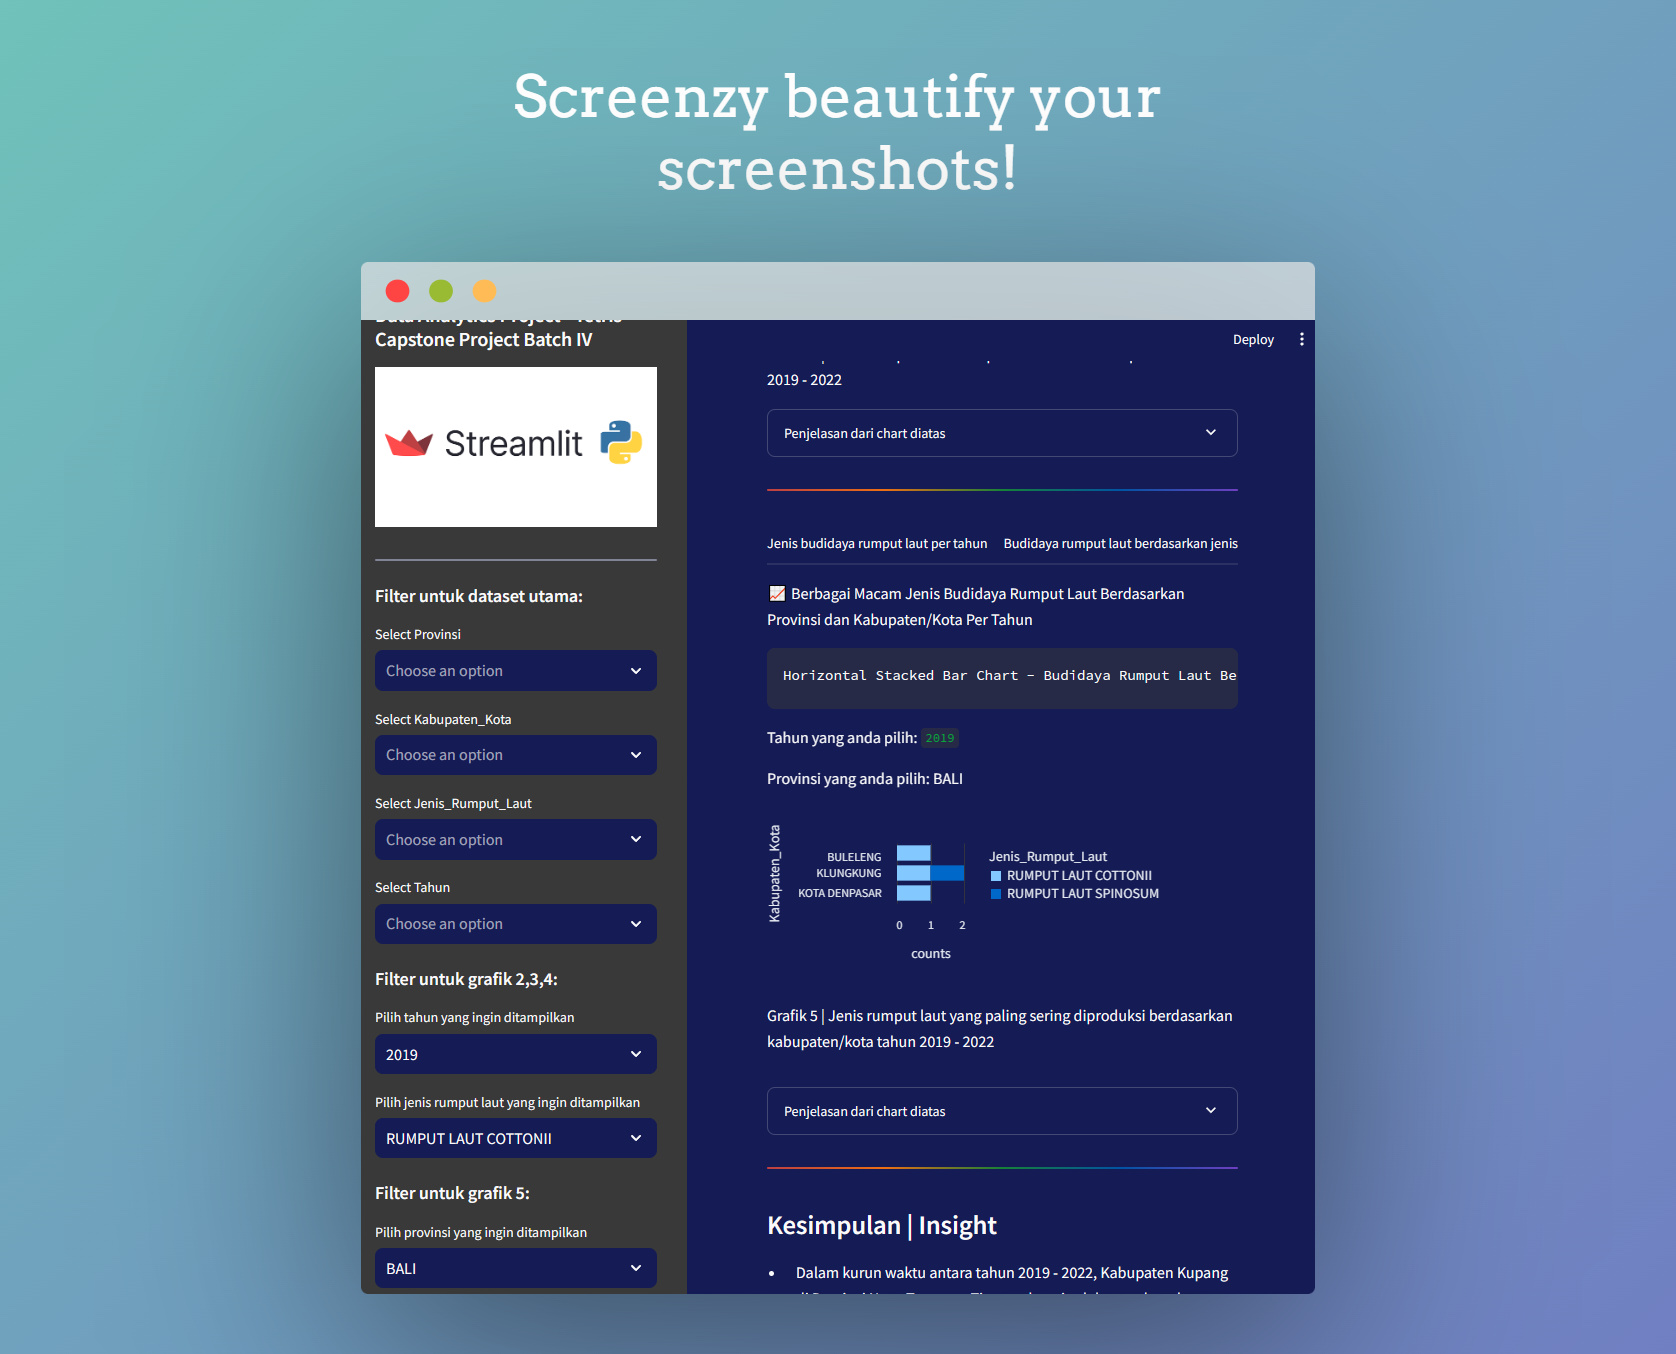 Screenzy beautify your
screenshots!
Data Analytics Project - Tetris
Capstone Project Batch IV
Streamlit
Filter untuk dataset utama:
Select Provinsi
Choose an option
Select Kabupaten_Kota
Choose an option
Select Jenis_Rumput_Laut
Choose an option
Select Tahun
Choose an option
Filter untuk grafik 2,3,4:
Pilih tahun yang ingin ditampilkan
2019
Pilih jenis rumput laut yang ingin ditampilkan
RUMPUT LAUT COTTONII
Filter untuk grafik 5:
Pilih provinsi yang ingin ditampilkan
BALI
Deploy
2019 - 2022
Penjelasan dari chart diatas
Jenis budidaya rumput laut per tahun
Budidaya rumput laut berdasarkan jenis
📈 Berbagai Macam Jenis Budidaya Rumput Laut Berdasarkan
Provinsi dan Kabupaten/Kota Per Tahun
Horizontal Stacked Bar Chart - Budidaya Rumput Laut Be
Tahun yang anda pilih: 2019
Provinsi yang anda pilih: BALI
Kabupaten_Kota
BULELENG
KLUNGKUNG
KOTA DENPASAR
0 1 2
counts
Jenis_Rumput_Laut
RUMPUT LAUT COTTONII
RUMPUT LAUT SPINOSUM
Grafik 5 | Jenis rumput laut yang paling sering diproduksi berdasarkan
kabupaten/kota tahun 2019 - 2022
Penjelasan dari chart diatas
Kesimpulan | Insight
• Dalam kurun waktu antara tahun 2019 - 2022, Kabupaten Kupang